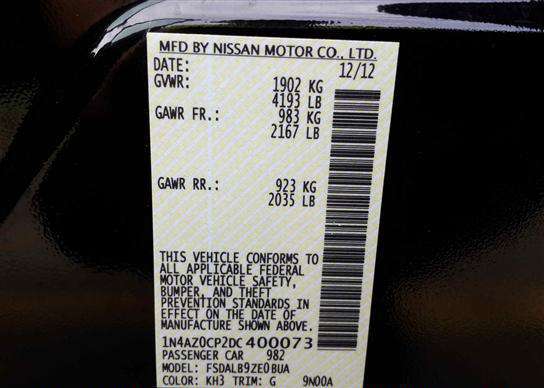 MFD BY NISSAN MOTOR CO., LTD.
DATE: 12/12
GVWR: 1902 KG
4193 LB
GAWR FR.: 983 KG
2167 LB
GAWR RR.: 923 KG
2035 LB
THIS VEHICLE CONFORMS TO
ALL APPLICABLE FEDERAL
MOTOR VEHICLE SAFETY,
BUMPER, AND THEFT
PREVENTION STANDARDS IN
EFFECT ON THE DATE OF
MANUFACTURE SHOWN ABOVE.
1N4AZ0CP2DC400073
PASSENGER CAR 982
MODEL: FSDALB9ZE0BUA
COLOR: KH3 TRIM: G 9N00A